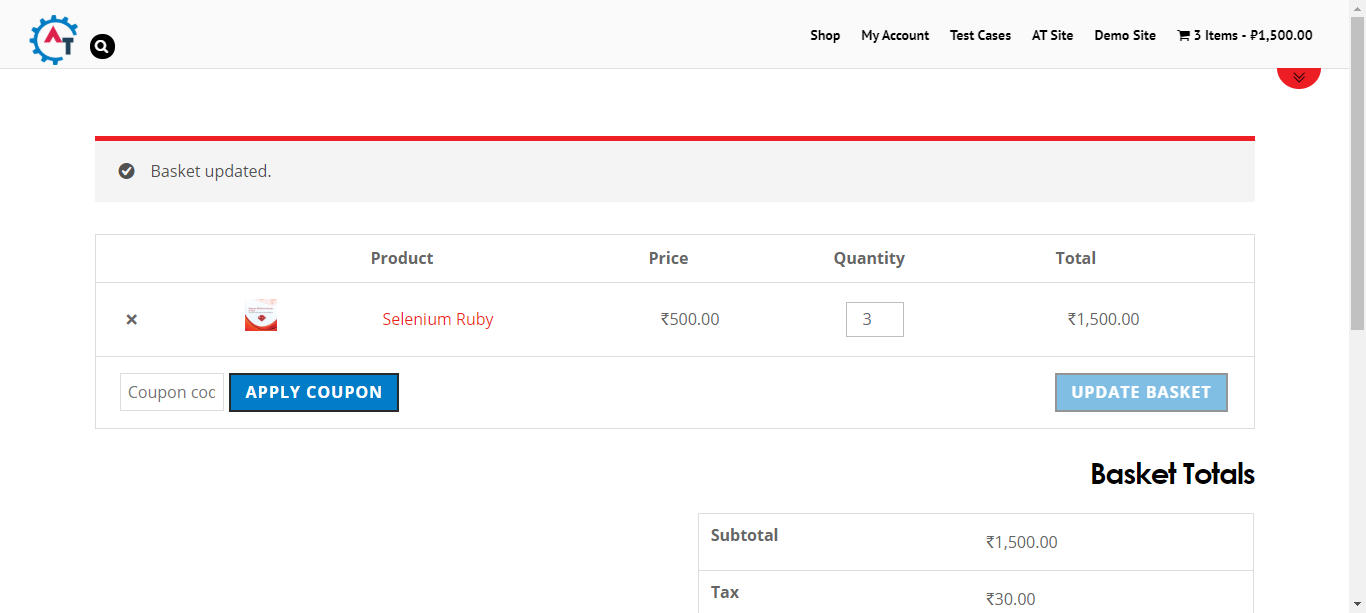 AT
Shop My Account Test Cases AT Site Demo Site 3 Items - ₽1,500.00
Basket updated.
Product Price Quantity Total
× Selenium Ruby ₹500.00 3 ₹1,500.00
Coupon coc APPLY COUPON UPDATE BASKET
Basket Totals
Subtotal ₹1,500.00
Tax ₹30.00